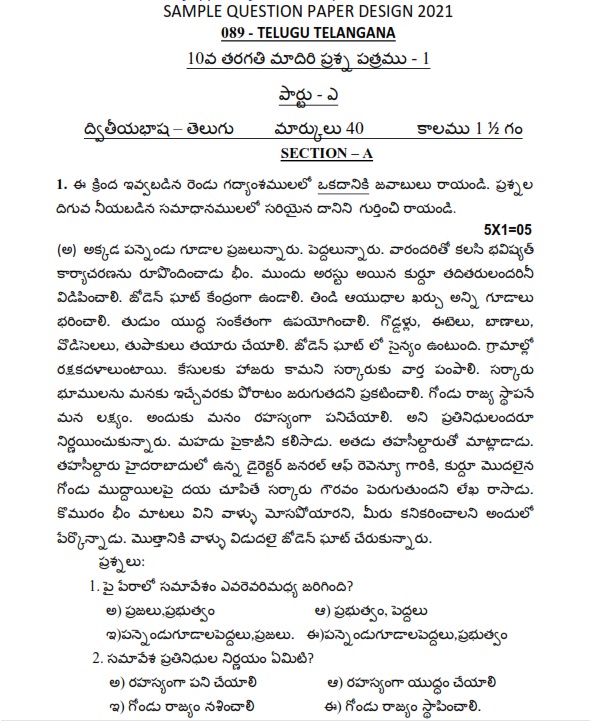 SAMPLE QUESTION PAPER DESIGN 2021
089 - TELUGU TELANGANA
10వ తరగతి మాదిరి ప్రశ్న పత్రము - 1
పార్టు - ఎ
ద్వితీయభాష – తెలుగు మార్కులు 40 కాలము 1 ½ గం
SECTION – A
1. ఈ క్రింద ఇవ్వబడిన రెండు గద్యాంశములలో ఒకదానికి జవాబులు రాయండి. ప్రశ్నల
దిగువ నీయబడిన సమాధానములలో సరియైన దానిని గుర్తించి రాయండి.
5X1=05
(అ) అక్కడ పన్నెండు గూడాల ప్రజలున్నారు. పెద్దలున్నారు. వారందరితో కలసి భవిష్యత్
కార్యాచరణను రూపొందించాడు భీం. ముందు అరస్టు అయిన కుర్దూ తదితరులందరినీ
విడిపించాలి. జోడెన్ ఘాట్ కేంద్రంగా ఉండాలి. తిండి ఆయుధాల ఖర్చు అన్ని గూడాలు
భరించాలి. తుడుం యుద్ధ సంకేతంగా ఉపయోగించాలి. గొడ్డళ్లు, ఈటెలు, బాణాలు,
వొడిసెలలు, తుపాకులు తయారు చేయాలి. జోడెన్ ఘాట్ లో సైన్యం ఉంటుంది. గ్రామాల్లో
రక్షకదళాలుంటాయి. కేసులకు హాజరు కామని సర్కారుకు వార్త పంపాలి. సర్కారు
భూములను మనకు ఇచ్చేవరకు పోరాటం జరుగుతదని ప్రకటించాలి. గోండు రాజ్య స్థాపనే
మన లక్ష్యం. అందుకు మనం రహస్యంగా పనిచేయాలి. అని ప్రతినిధులందరూ
నిర్ణయించుకున్నారు. మహదు పైకాజీని కలిసాడు. అతడు తహసీల్దారుతో మాట్లాడాడు.
తహసీల్దారు హైదరాబాదులో ఉన్న డైరెక్టర్ జనరల్ ఆఫ్ రెవెన్యూ గారికి, కుర్దూ మొదలైన
గోండు ముద్దాయిలపై దయ చూపితే సర్కారు గౌరవం పెరుగుతుందని లేఖ రాసాడు.
కొమురం భీం మాటలు విని వాళ్ళు మోసపోయారని, మీరు కనికరించాలని అందులో
పేర్కొన్నాడు. మొత్తానికి వాళ్ళు విడుదలై జోడెన్ ఘాట్ చేరుకున్నారు.
ప్రశ్నలు:
1. పై పేరాలో సమావేశం ఎవరెవరిమధ్య జరిగింది?
అ) ప్రజలు,ప్రభుత్వం ఆ) ప్రభుత్వం, పెద్దలు
ఇ)పన్నెండుగూడాలపెద్దలు,ప్రజలు. ఈ)పన్నెండుగూడాలపెద్దలు,ప్రభుత్వం
2. సమావేశ ప్రతినిధుల నిర్ణయం ఏమిటి?
అ) రహస్యంగా పని చేయాలి ఆ) రహస్యంగా యుద్ధం చేయాలి
ఇ) గోండు రాజ్యం నశించాలి ఈ) గోండు రాజ్యం స్థాపించాలి.